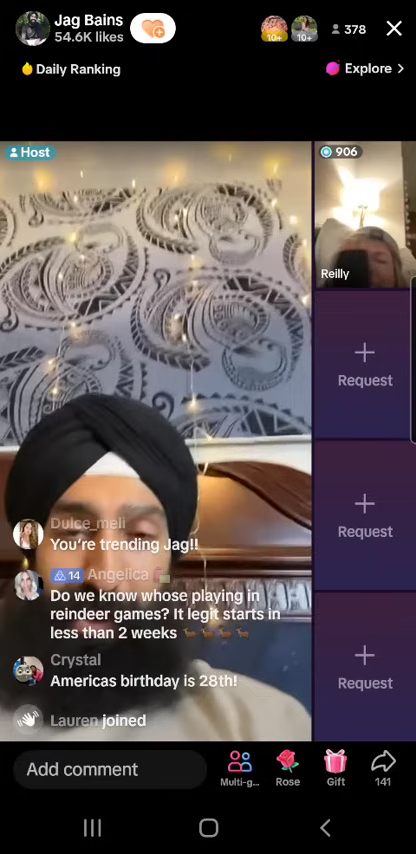 Jag Bains
54.6K likes
10+
10+
378
Daily Ranking
Explore >
Host
906
Reilly
Request
Request
Request
Dulce_meli
You're trending Jag!!
14 Angelica
Do we know whose playing in
reindeer games? It legit starts in
less than 2 weeks
Crystal
Americas birthday is 28th!
Lauren joined
Add comment
Multi-g...
Rose
Gift
141